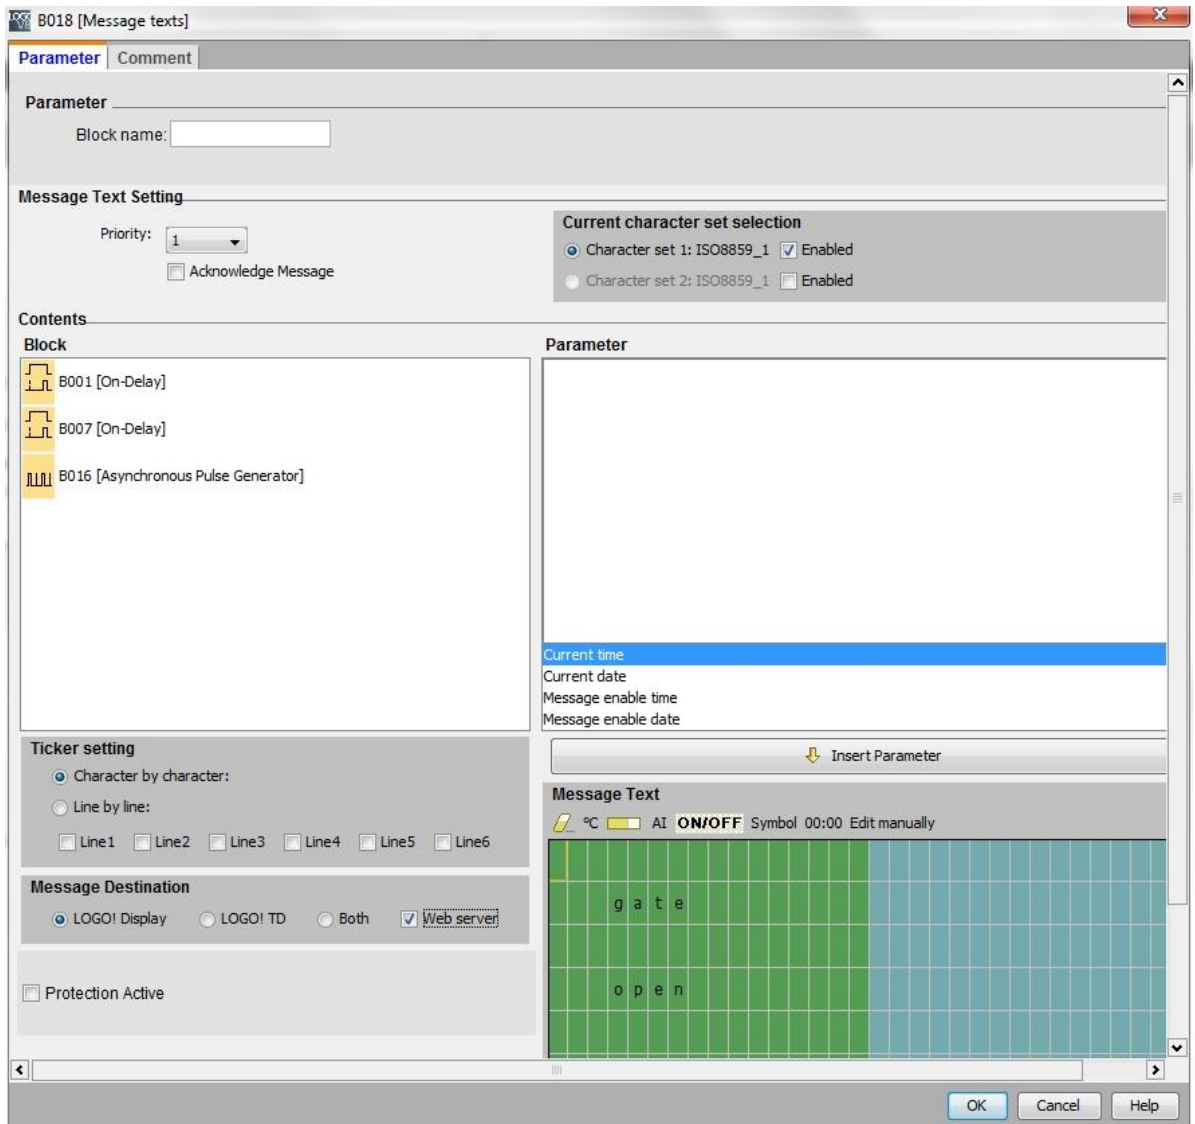 B018 [Message texts]
Parameter Comment
Parameter
Block name:
Message Text Setting
Priority: 1
Acknowledge Message
Current character set selection
Character set 1: ISO8859_1 Enabled
Character set 2: ISO8859_1 Enabled
Contents
Block
B001 [On-Delay]
B007 [On-Delay]
B016 [Asynchronous Pulse Generator]
Parameter
Current time
Current date
Message enable time
Message enable date
Insert Parameter
Ticker setting
Character by character:
Line by line:
Line1 Line2 Line3 Line4 Line5 Line6
Message Destination
LOGO! Display LOGO! TD Both Web server
Protection Active
Message Text
°C AI ON/OFF Symbol 00:00 Edit manually
gate
open
OK Cancel Help